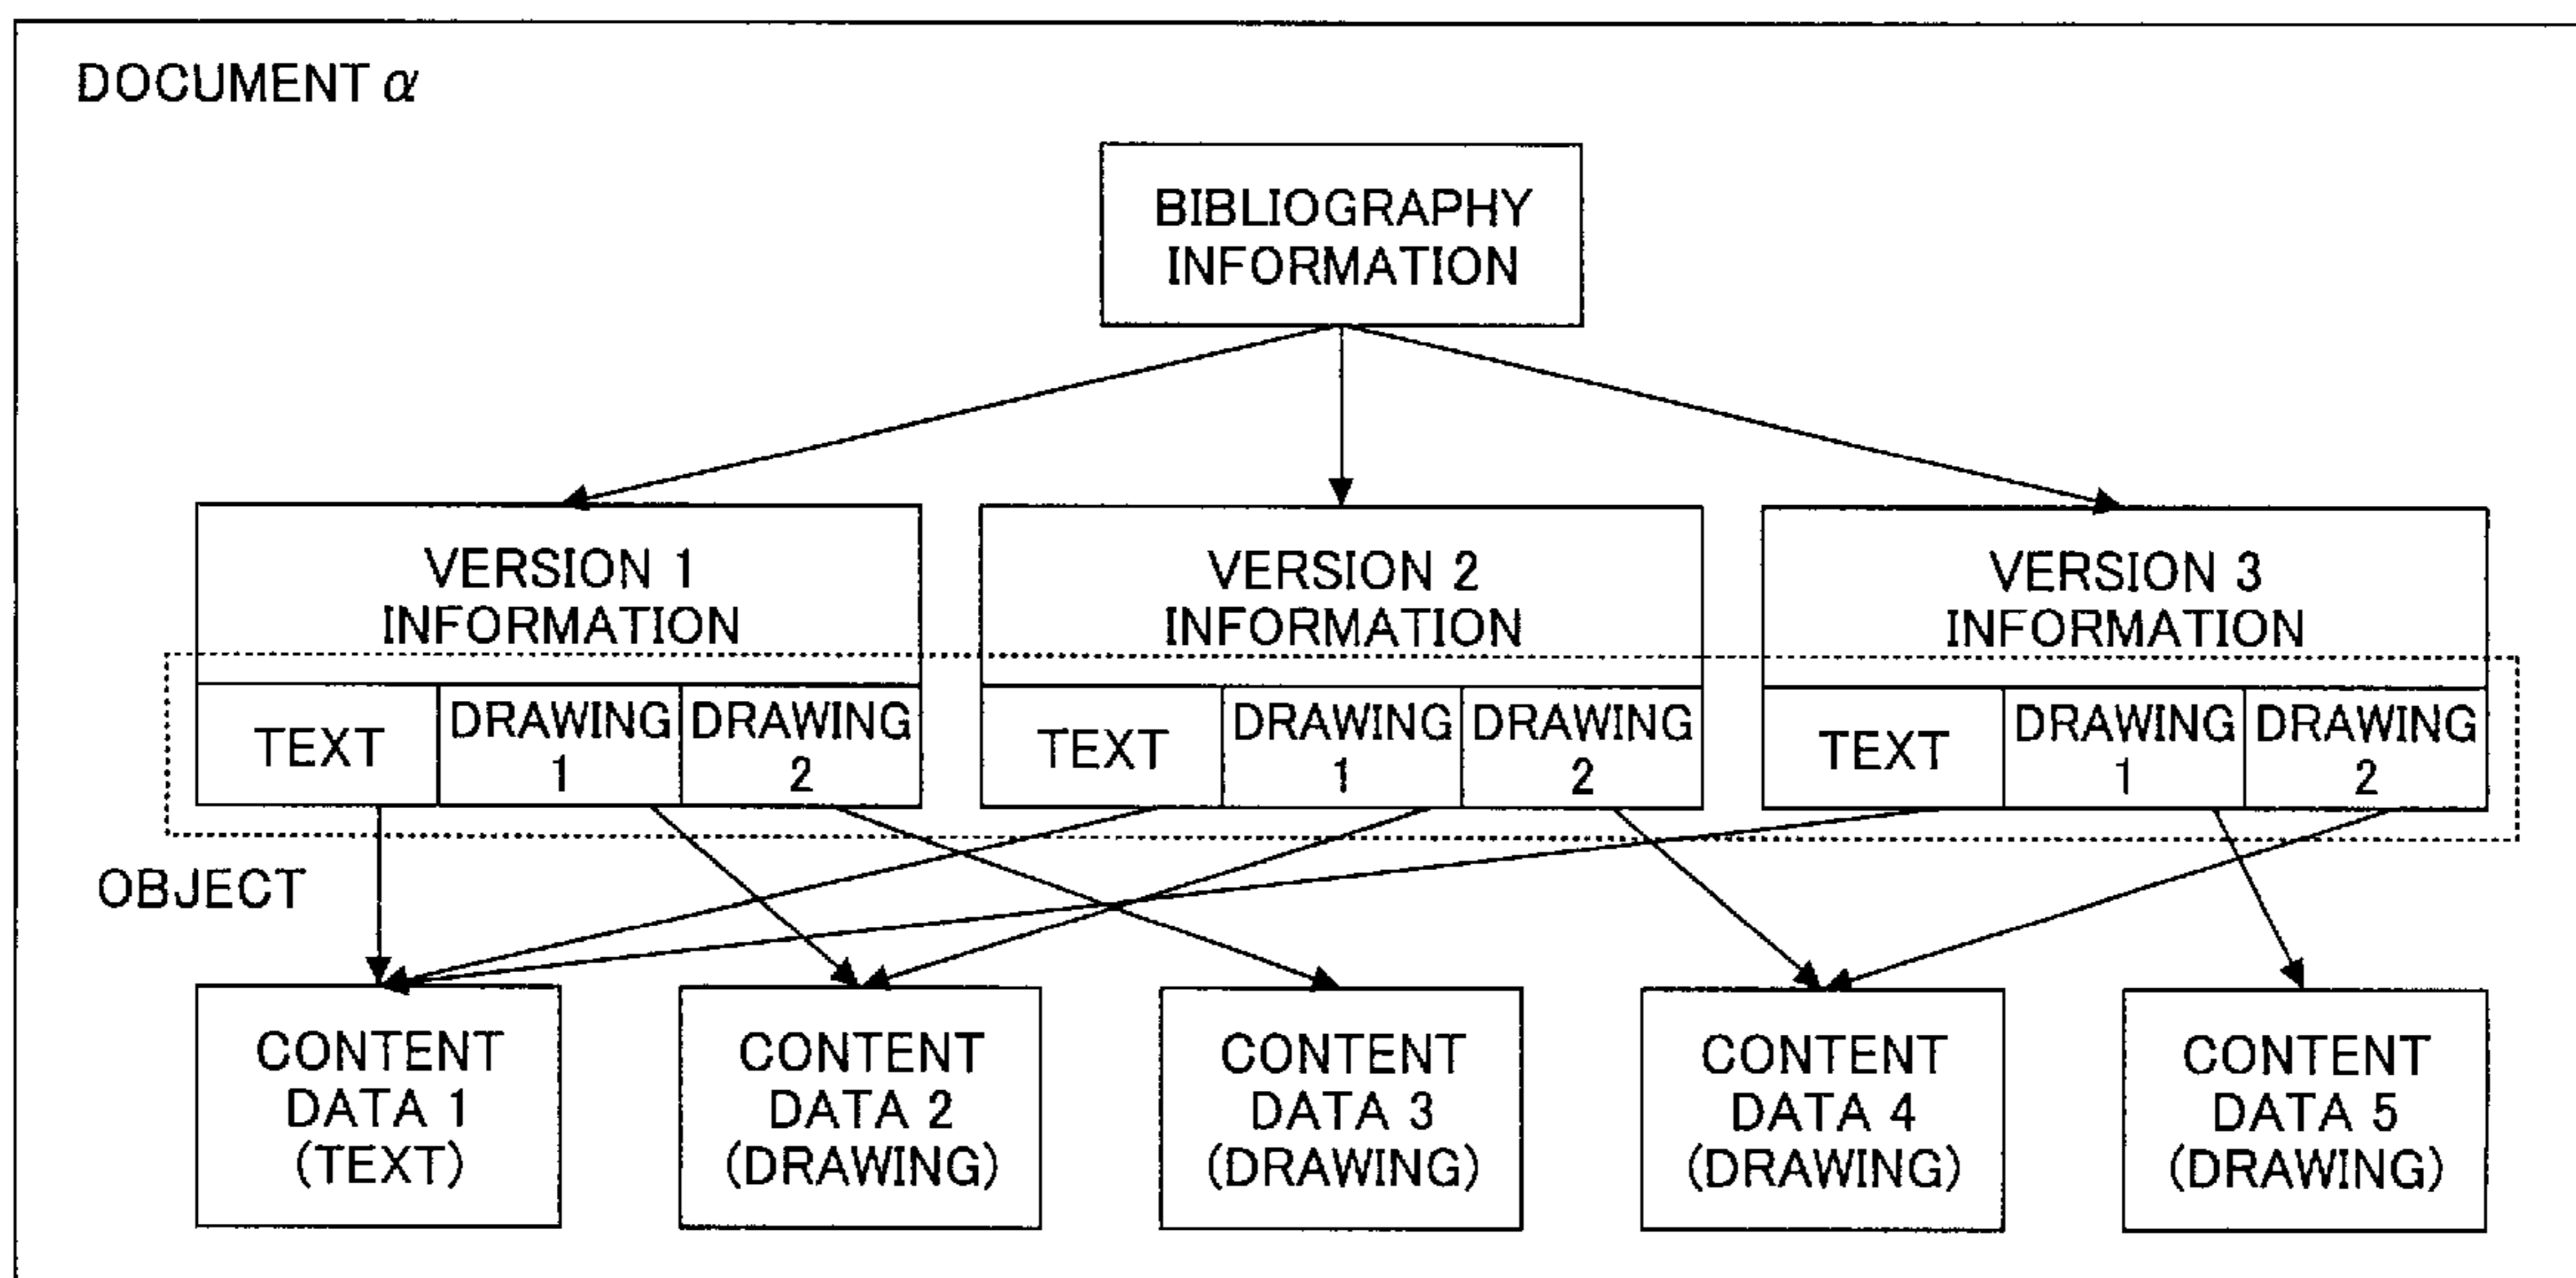 DOCUMENT α
BIBLIOGRAPHY
INFORMATION
VERSION 1
INFORMATION
TEXT
DRAWING
1
DRAWING
2
VERSION 2
INFORMATION
TEXT
DRAWING
1
DRAWING
2
VERSION 3
INFORMATION
TEXT
DRAWING
1
DRAWING
2
OBJECT
CONTENT
DATA 1
(TEXT)
CONTENT
DATA 2
(DRAWING)
CONTENT
DATA 3
(DRAWING)
CONTENT
DATA 4
(DRAWING)
CONTENT
DATA 5
(DRAWING)